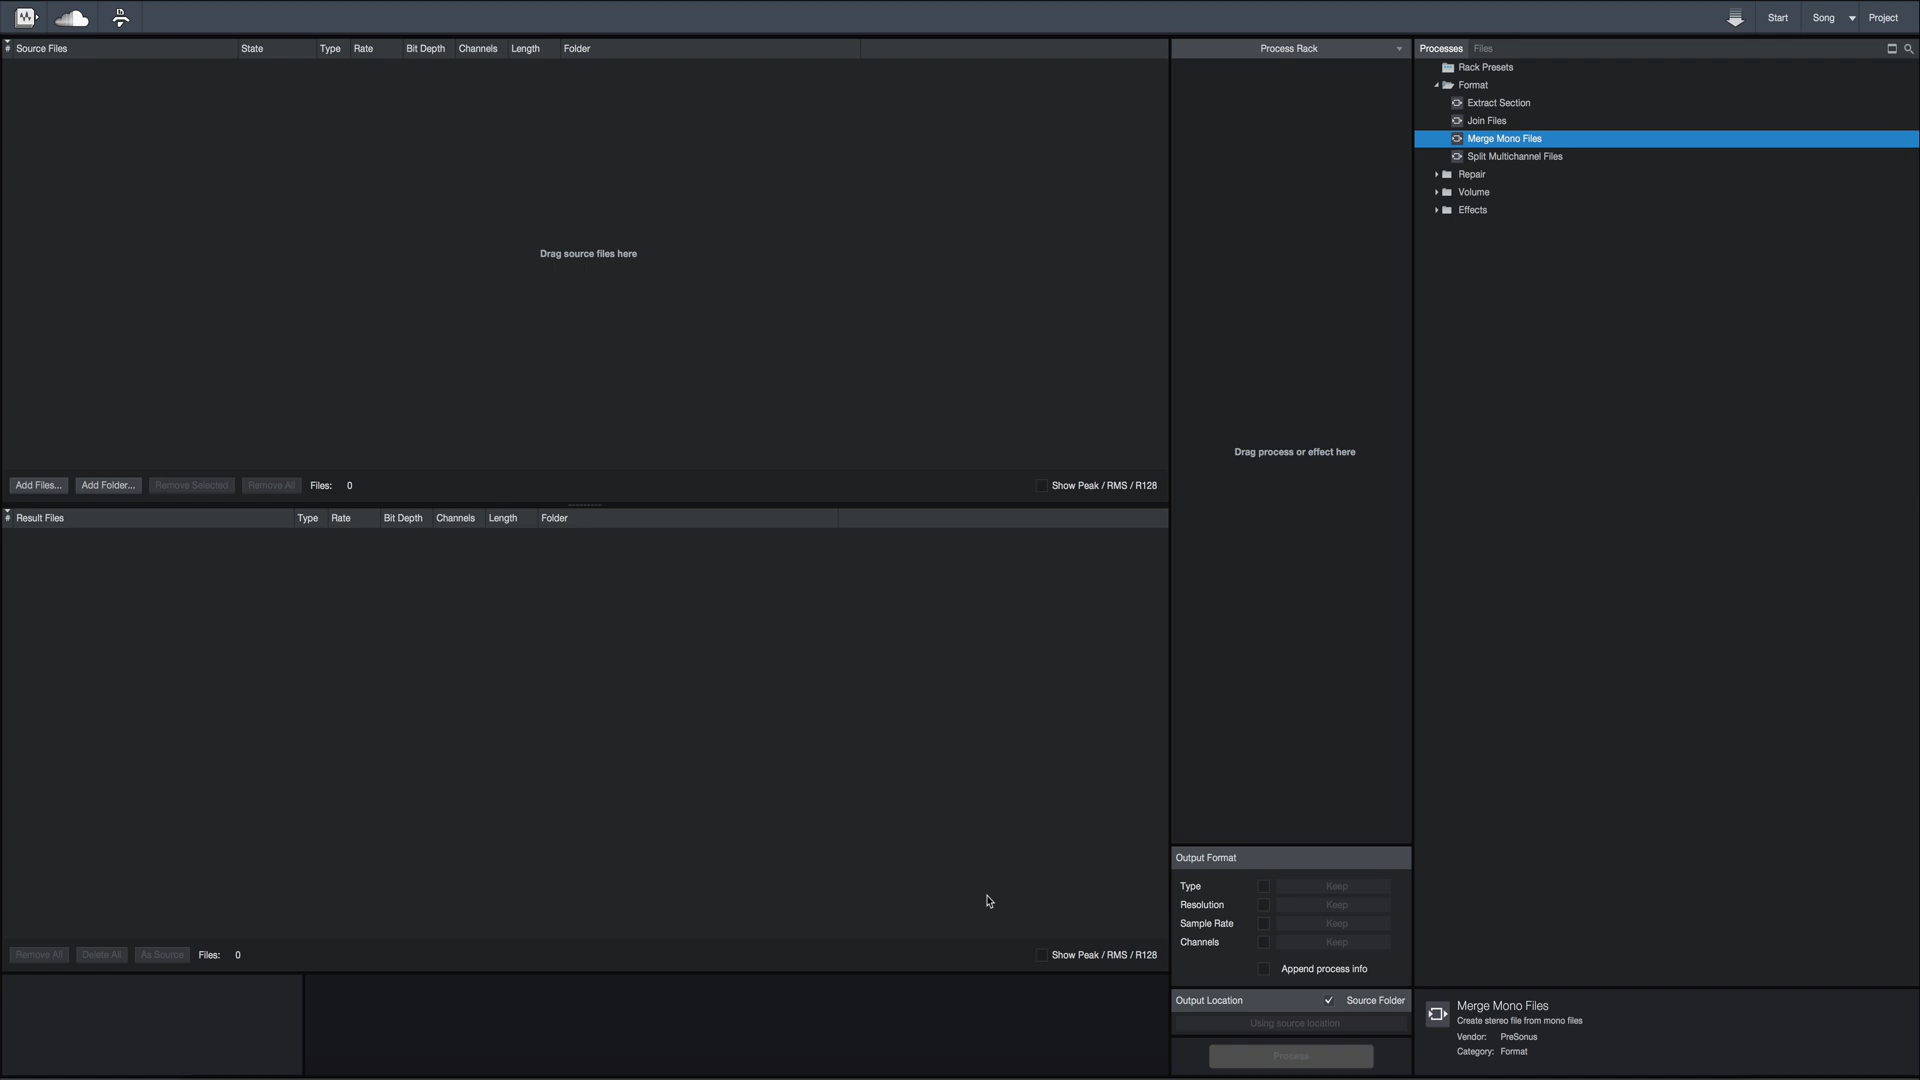 Start Song Project
# Source Files State Type Rate Bit Depth Channels Length Folder
Drag source files here
Add Files... Add Folder... Remove Selected Remove All Files: 0 Show Peak / RMS / R128
# Result Files Type Rate Bit Depth Channels Length Folder
Remove All Delete All As Source Files: 0 Show Peak / RMS / R128
Process Rack
Drag process or effect here
Output Format
Type Keep
Resolution Keep
Sample Rate Keep
Channels Keep
Append process info
Output Location Source Folder
Using source location
Process
Processes Files
Rack Presets
Format
Extract Section
Join Files
Merge Mono Files
Split Multichannel Files
Repair
Volume
Effects
Merge Mono Files
Create stereo file from mono files
Vendor: PreSonus
Category: Format